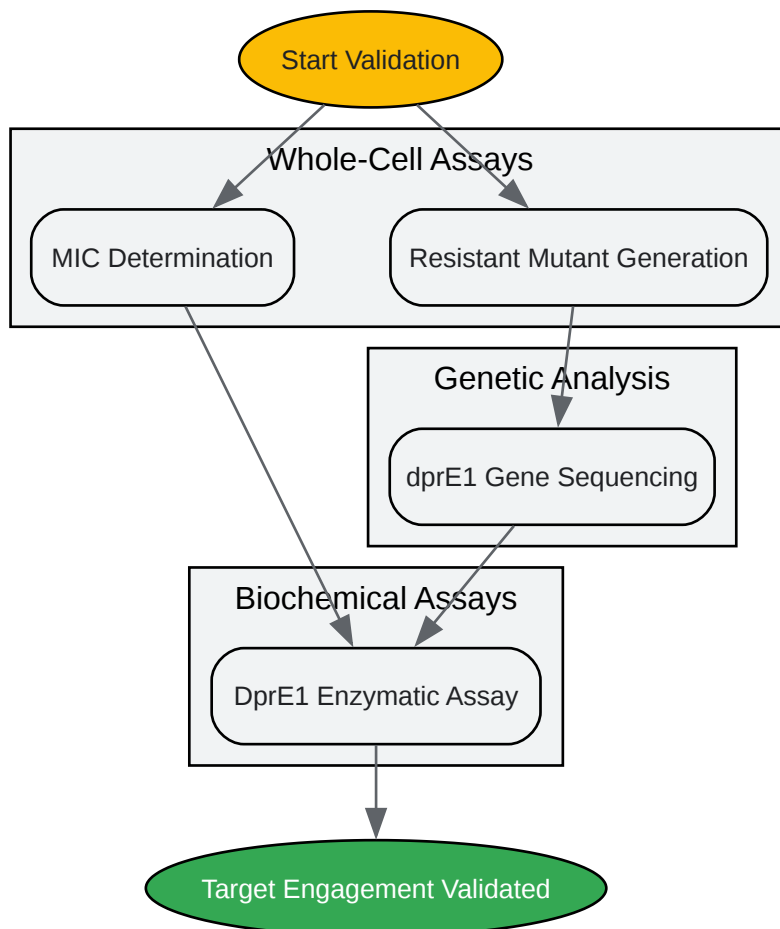 Start Validation
Whole-Cell Assays
MIC Determination
Resistant Mutant Generation
Genetic Analysis
dprE1 Gene Sequencing
Biochemical Assays
DprE1 Enzymatic Assay
Target Engagement Validated